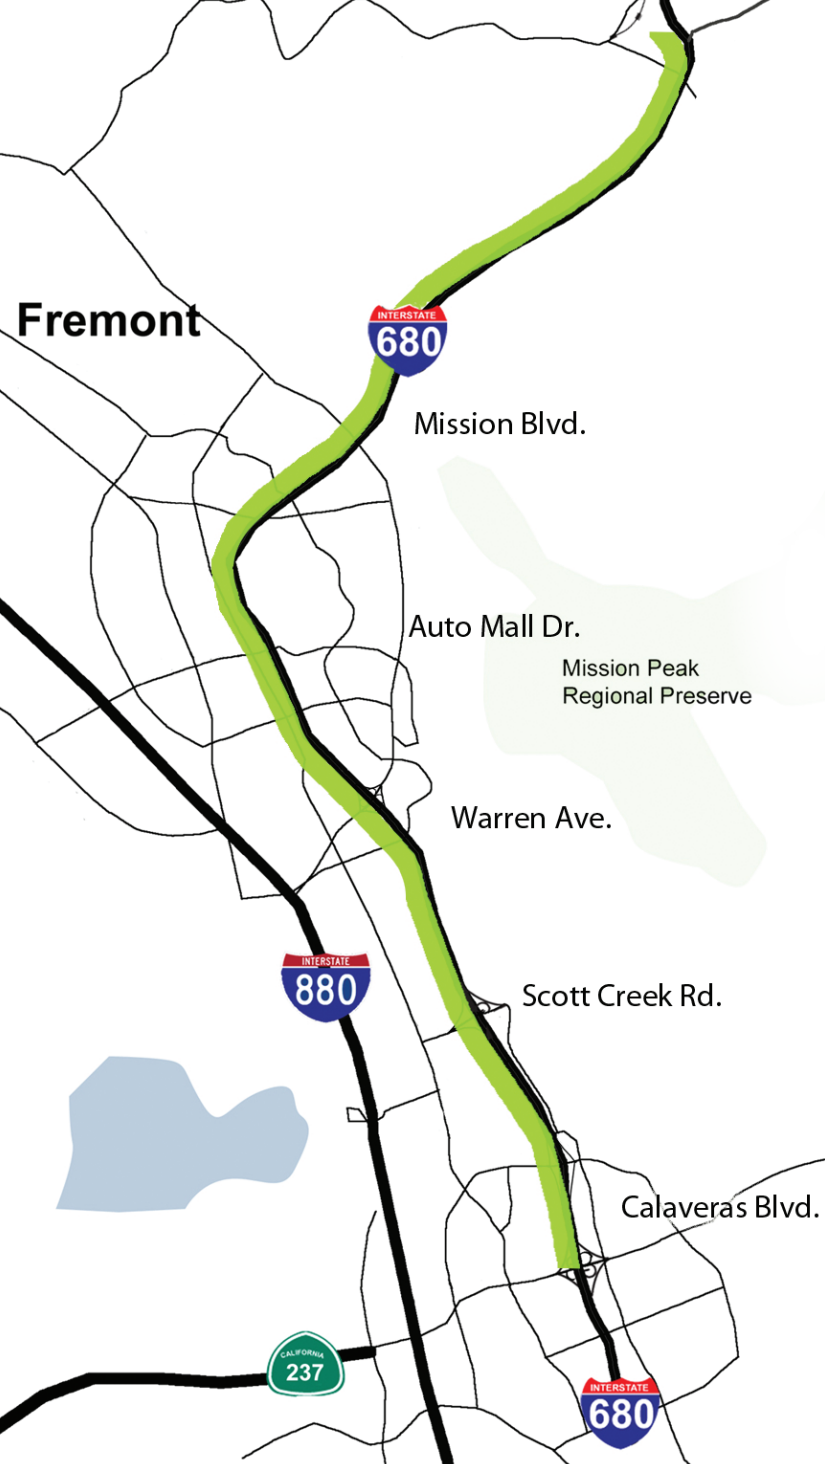 Fremont
INTERSTATE
680
Mission Blvd.
Auto Mall Dr.
Mission Peak
Regional Preserve
Warren Ave.
INTERSTATE
880
Scott Creek Rd.
Calaveras Blvd.
CALIFORNIA
237
INTERSTATE
680